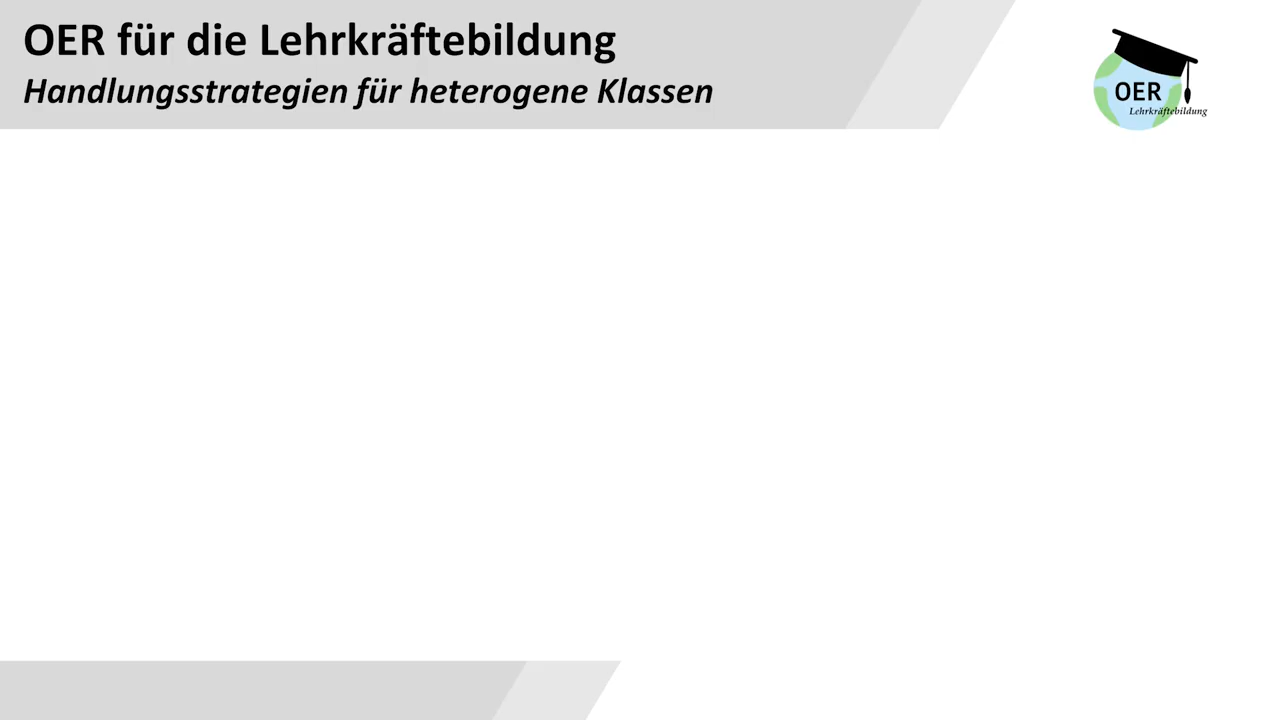 OER für die Lehrkräftebildung
Handlungsstrategien für heterogene Klassen
OER
Lehrkräftebildung